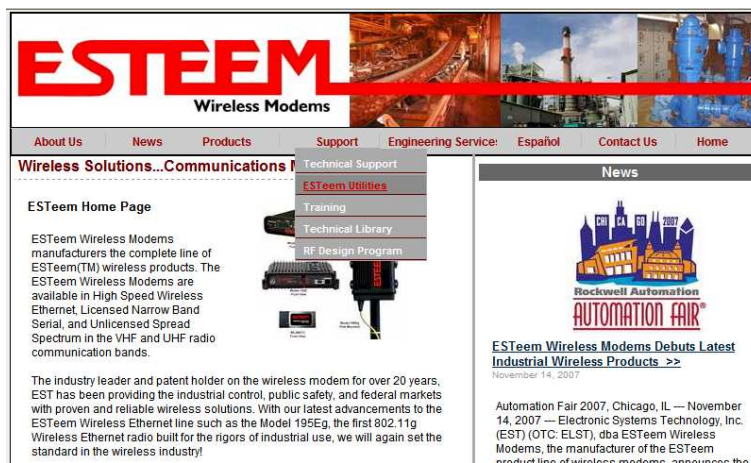 ESTEEM
Wireless Modems
About Us News Products Support Engineering Service Español Contact Us Home
Wireless Solutions...Communications
Technical Support
ESTeem Utilities
Training
Technical Library
RF Design Program
ESTeem Home Page
ESTeem Wireless Modems
manufacturers the complete line of
ESTeem(TM) wireless products. The
ESTeem Wireless Modems are
available in High Speed Wireless
Ethernet, Licensed Narrow Band
Serial, and Unlicensed Spread
Spectrum in the VHF and UHF radio
communication bands.
ESTEEM
The industry leader and patent holder on the wireless modem for over 20 years,
EST has been providing the industrial control, public safety, and federal markets
with proven and reliable wireless solutions. With our latest advancements to the
ESTeem Wireless Ethernet line such as the Model 195Eg, the first 802.11g
Wireless Ethernet radio built for the rigors of industrial use, we will again set the
standard in the wireless industry!
News
CHICAGO 2007
Rockwell Automation
AUTOMATION FAIR®
ESTeem Wireless Modems Debuts Latest
Industrial Wireless Products >>
November 14, 2007
Automation Fair 2007, Chicago, IL --- November
14, 2007 --- Electronic Systems Technology, Inc.
(EST) (OTC: ELST), dba ESTeem Wireless
Modems, the manufacturer of the ESTeem
product line of wireless modems, announces the